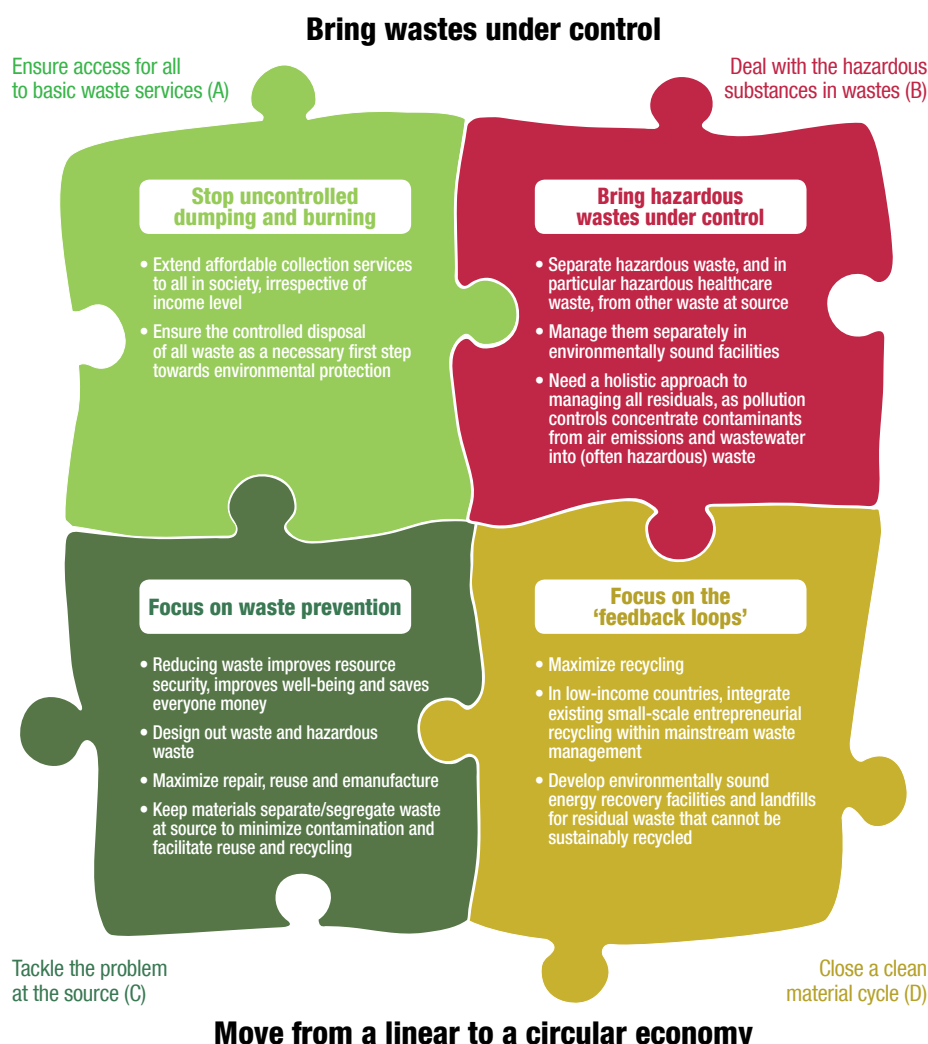 Bring wastes under control
Ensure access for all
to basic waste services (A)
Deal with the hazardous
substances in wastes (B)
Stop uncontrolled
dumping and burning
• Extend affordable collection services
to all in society, irrespective of
income level
• Ensure the controlled disposal
of all waste as a necessary first step
towards environmental protection
Bring hazardous
wastes under control
• Separate hazardous waste, and in
particular hazardous healthcare
waste, from other waste at source
• Manage them separately in
environmentally sound facilities
• Need a holistic approach to
managing all residuals, as pollution
controls concentrate contaminants
from air emissions and wastewater
into (often hazardous) waste
Focus on waste prevention
• Reducing waste improves resource
security, improves well-being and saves
everyone money
• Design out waste and hazardous
waste
• Maximize repair, reuse and emanufacture
• Keep materials separate/segregate waste
at source to minimize contamination and
facilitate reuse and recycling
Focus on the
‘feedback loops’
• Maximize recycling
• In low-income countries, integrate
existing small-scale entrepreneurial
recycling within mainstream waste
management
• Develop environmentally sound
energy recovery facilities and landfills
for residual waste that cannot be
sustainably recycled
Tackle the problem
at the source (C)
Close a clean
material cycle (D)
Move from a linear to a circular economy